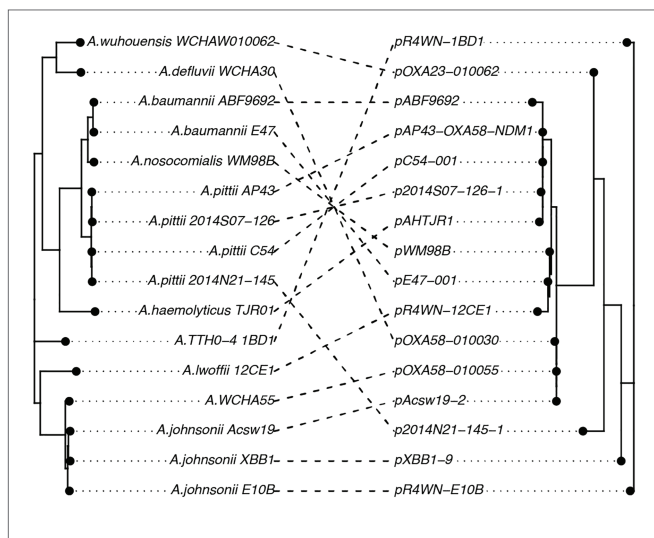 A.wuhouensis WCHAW010062 pR4WN−1BD1
A.defluvii WCHA30 pOXA23−010062
A.baumannii ABF9692 pABF9692
A.baumannii E47 pAP43−OXA58−NDM1
A.nosocomialis WM98B pC54−001
A.pittii AP43 p2014S07−126−1
A.pittii 2014S07−126 pAHTJR1
A.pittii C54 pWM98B
A.pittii 2014N21−145 pE47−001
A.haemolyticus TJR01 pR4WN−12CE1
A.TTH0−4 1BD1 pOXA58−010030
A.lwoffii 12CE1 pOXA58−010055
A.WCHA55 pAcsw19−2
A.johnsonii Acsw19 p2014N21−145−1
A.johnsonii XBB1 pXBB1−9
A.johnsonii E10B pR4WN−E10B